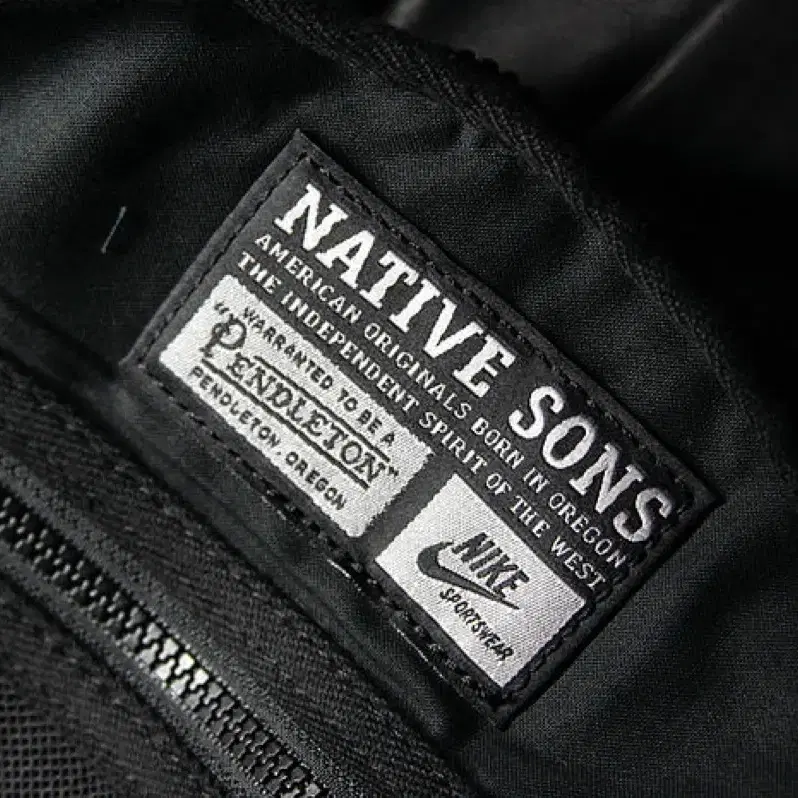 NATIVE SONS
AMERICAN ORIGINALS BORN IN OREGON
THE INDEPENDENT SPIRIT OF THE WEST
WARRANTED TO BE A
"PENDLETON"
PENDLETON, OREGON
NIKE
SPORTSWEAR